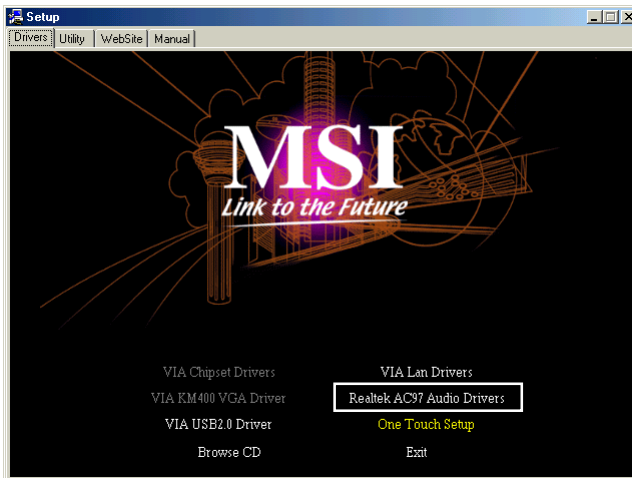 Setup
Drivers Utility WebSite Manual
MSI
Link to the Future
VIA Chipset Drivers VIA Lan Drivers
VIA KM400 VGA Driver Realtek AC97 Audio Drivers
VIA USB2.0 Driver One Touch Setup
Browse CD Exit